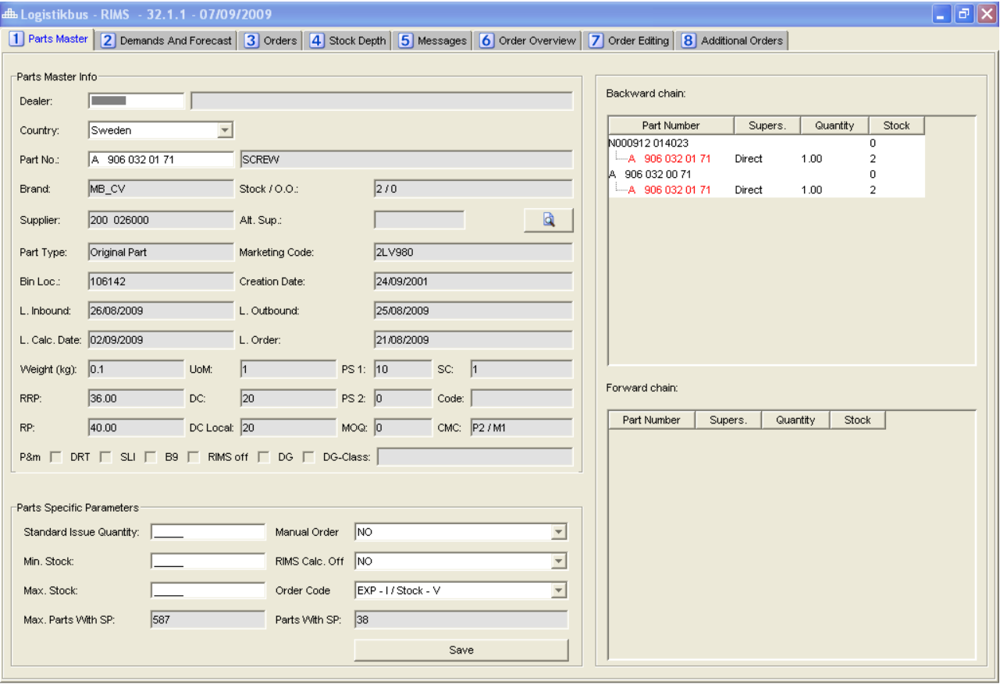 Logistikbus - RIMS - 32.1.1 - 07/09/2009
1 Parts Master 2 Demands And Forecast 3 Orders 4 Stock Depth 5 Messages 6 Order Overview 7 Order Editing 8 Additional Orders
Parts Master Info
Dealer:
Country: Sweden
Part No.: A 906 032 01 71 SCREW
Brand: MB_CV Stock / O.O.: 2 / 0
Supplier: 200 026000 Alt. Sup.:
Part Type: Original Part Marketing Code: 2LV980
Bin Loc.: 106142 Creation Date: 24/09/2001
L. Inbound: 26/08/2009 L. Outbound: 25/08/2009
L. Calc. Date: 02/09/2009 L. Order: 21/08/2009
Weight (kg): 0.1 UoM: 1 PS 1: 10 SC: 1
RRP: 36.00 DC: 20 PS 2: 0 Code:
RP: 40.00 DC Local: 20 MOQ: 0 CMC: P2 / M1
P&m DRT SLI B9 RIMS off DG DG-Class:
Parts Specific Parameters
Standard Issue Quantity: Manual Order NO
Min. Stock: RIMS Calc. Off NO
Max. Stock: Order Code EXP - I / Stock - V
Max. Parts With SP: 587 Parts With SP: 38
Save
Backward chain:
Part Number Supers. Quantity Stock
N000912 014023 0
A 906 032 01 71 Direct 1.00 2
A 906 032 00 71 0
A 906 032 01 71 Direct 1.00 2
Forward chain:
Part Number Supers. Quantity Stock